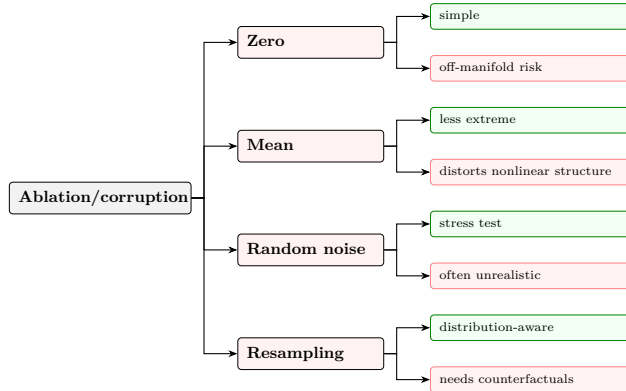 simple
Zero
off-manifold risk
less extreme
Mean
distorts nonlinear structure
Ablation/corruption
stress test
Random noise
often unrealistic
distribution-aware
Resampling
needs counterfactuals